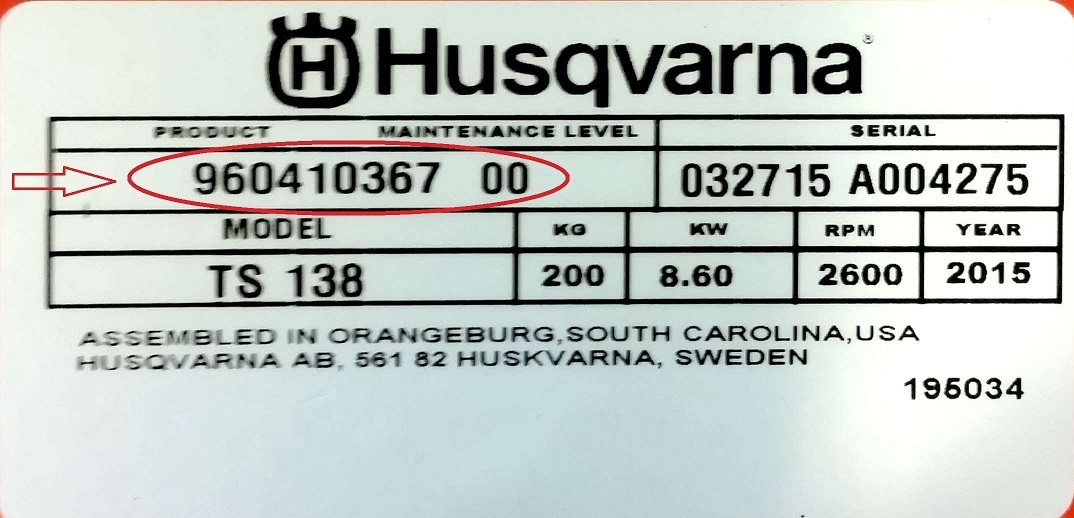 Husqvarna®
PRODUCT MAINTENANCE LEVEL SERIAL
960410367 00 032715 A004275
MODEL KG KW RPM YEAR
TS 138 200 8.60 2600 2015
ASSEMBLED IN ORANGEBURG,SOUTH CAROLINA,USA
HUSQVARNA AB, 561 82 HUSKVARNA, SWEDEN
195034